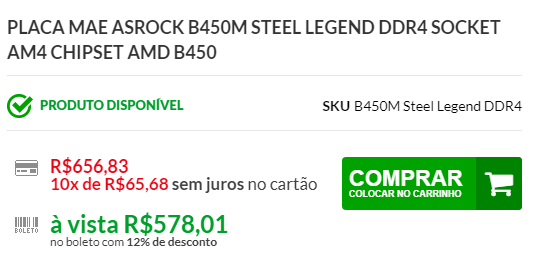 PLACA MAE ASROCK B450M STEEL LEGEND DDR4 SOCKET
AM4 CHIPSET AMD B450
PRODUTO DISPONÍVEL
SKU B450M Steel Legend DDR4
R$656,83
10x de R$65,68 sem juros no cartão
COMPRAR
COLOCAR NO CARRINHO
BOLETO
à vista R$578,01
no boleto com 12% de desconto